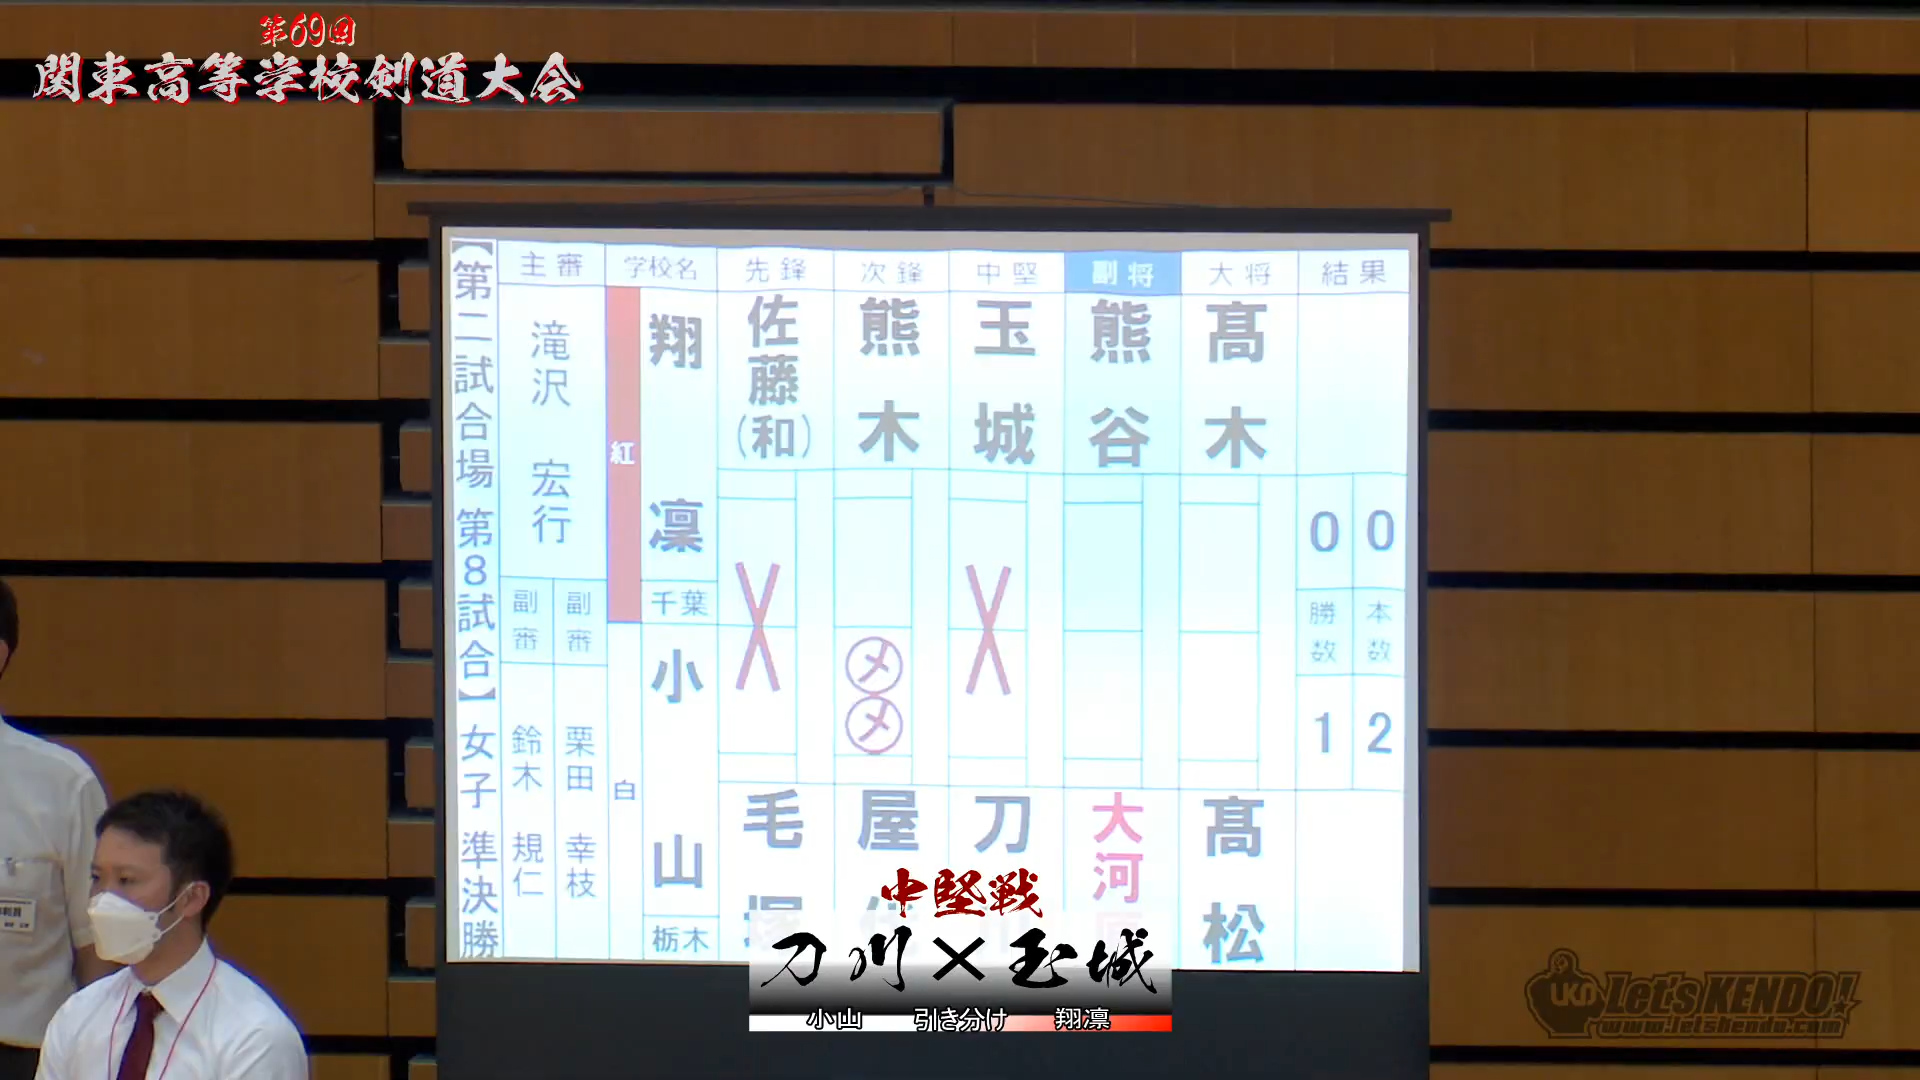 第69回
関東高等学校剣道大会
【第二試合場 第8試合】 女子 準決勝
主審 学校名 先鋒 次鋒 中堅 副将 大将 結果
滝沢 宏行
副審 副審
鈴木 規仁
栗田 幸枝
紅
翔凛
千葉
佐藤(和)
熊木
玉城
熊谷
髙木
0 0
勝数 本数
1 2
メ
メ
白
小山
栃木
毛塚
屋
刀
大河
髙松
中堅戦
刀川×玉城
小山 引き分け 翔凛
UKP Let's KENDO!
www.letskendo.com